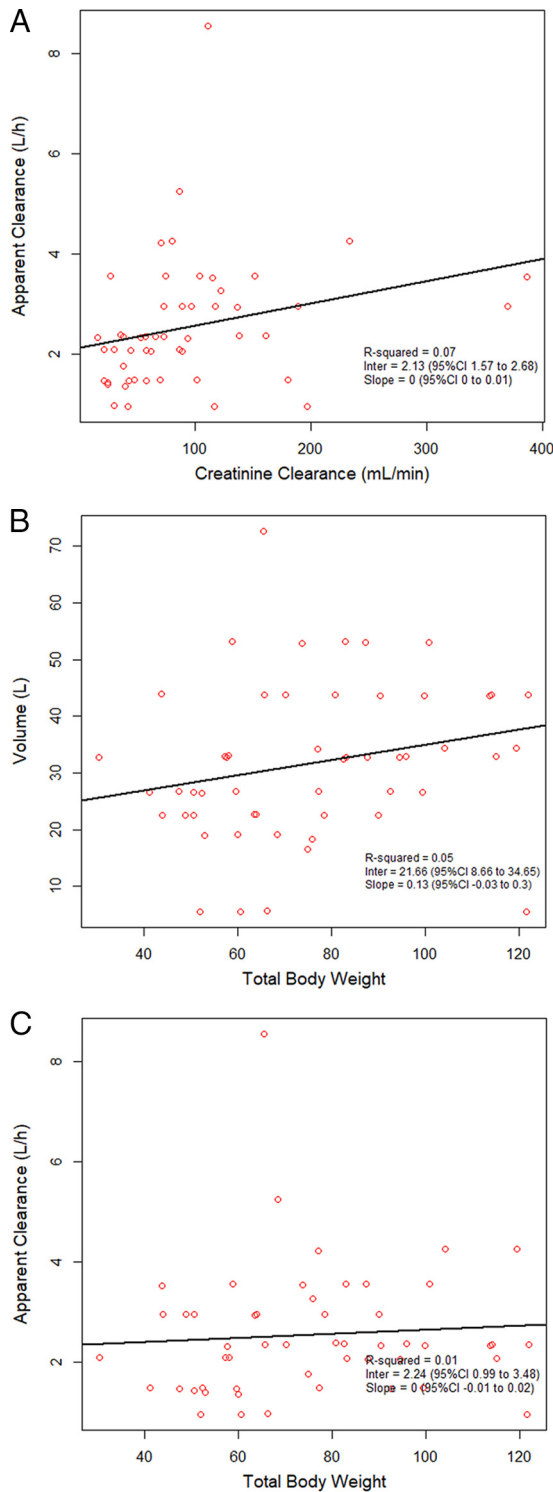 A
8
6
4
2
Apparent Clearance (L/h)
R-squared = 0.07
Inter = 2.13 (95%CI 1.57 to 2.68)
Slope = 0 (95%CI 0 to 0.01)
100
200
300
400
Creatinine Clearance (mL/min)
B
70
60
50
40
30
20
10
Volume (L)
R-squared = 0.05
Inter = 21.66 (95%CI 8.66 to 34.65)
Slope = 0.13 (95%CI -0.03 to 0.3)
40
60
80
100
120
Total Body Weight
C
8
6
4
2
Apparent Clearance (L/h)
R-squared = 0.01
Inter = 2.24 (95%CI 0.99 to 3.48)
Slope = 0 (95%CI -0.01 to 0.02)
40
60
80
100
120
Total Body Weight